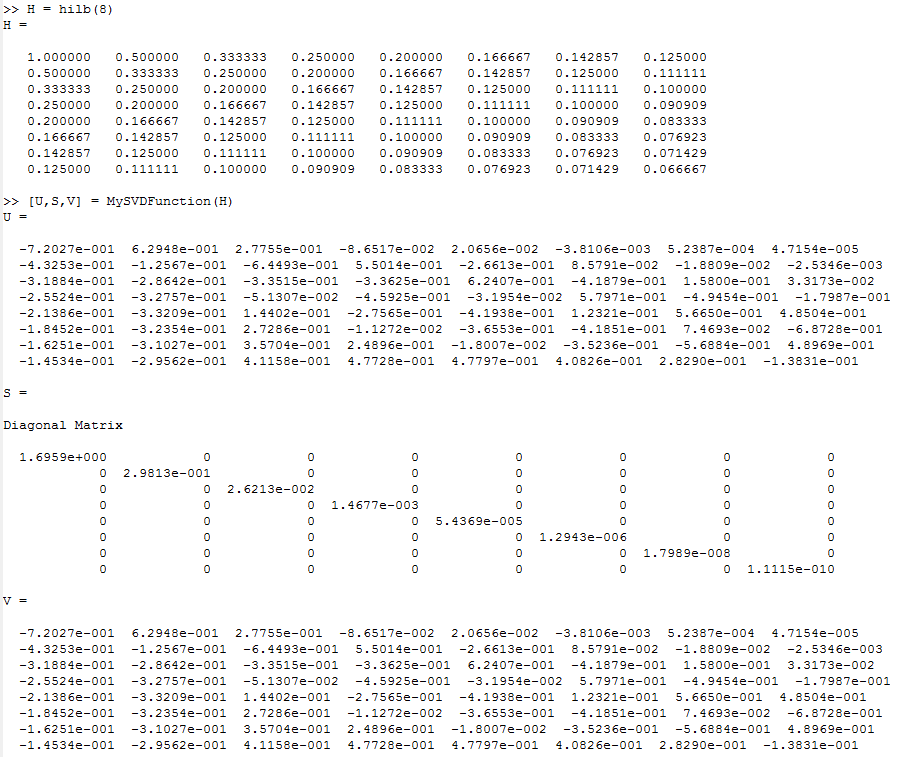 >> H = hilb(8)
H =
1.000000 0.500000 0.333333 0.250000 0.200000 0.166667 0.142857 0.125000
0.500000 0.333333 0.250000 0.200000 0.166667 0.142857 0.125000 0.111111
0.333333 0.250000 0.200000 0.166667 0.142857 0.125000 0.111111 0.100000
0.250000 0.200000 0.166667 0.142857 0.125000 0.111111 0.100000 0.090909
0.200000 0.166667 0.142857 0.125000 0.111111 0.100000 0.090909 0.083333
0.166667 0.142857 0.125000 0.111111 0.100000 0.090909 0.083333 0.076923
0.142857 0.125000 0.111111 0.100000 0.090909 0.083333 0.076923 0.071429
0.125000 0.111111 0.100000 0.090909 0.083333 0.076923 0.071429 0.066667
>> [U,S,V] = MySVDFunction(H)
U =
-7.2027e-001 6.2948e-001 2.7755e-001 -8.6517e-002 2.0656e-002 -3.8106e-003 5.2387e-004 4.7154e-005
-4.3253e-001 -1.2567e-001 -6.4493e-001 5.5014e-001 -2.6613e-001 8.5791e-002 -1.8809e-002 -2.5346e-003
-3.1884e-001 -2.8642e-001 -3.3515e-001 -3.3625e-001 6.2407e-001 -4.1879e-001 1.5800e-001 3.3173e-002
-2.5524e-001 -3.2757e-001 -5.1307e-002 -4.5925e-001 -3.1954e-002 5.7971e-001 -4.9454e-001 -1.7987e-001
-2.1386e-001 -3.3209e-001 1.4402e-001 -2.7565e-001 -4.1938e-001 1.2321e-001 5.6650e-001 4.8504e-001
-1.8452e-001 -3.2354e-001 2.7286e-001 -1.1272e-002 -3.6553e-001 -4.1851e-001 7.4693e-002 -6.8728e-001
-1.6251e-001 -3.1027e-001 3.5704e-001 2.4896e-001 -1.8007e-002 -3.5236e-001 -5.6884e-001 4.8969e-001
-1.4534e-001 -2.9562e-001 4.1158e-001 4.7728e-001 4.7797e-001 4.0826e-001 2.8290e-001 -1.3831e-001
S =
Diagonal Matrix
1.6959e+000 0 0 0 0 0 0 0
0 2.9813e-001 0 0 0 0 0 0
0 0 2.6213e-002 0 0 0 0 0
0 0 0 1.4677e-003 0 0 0 0
0 0 0 0 5.4369e-005 0 0 0
0 0 0 0 0 1.2943e-006 0 0
0 0 0 0 0 0 1.7989e-008 0
0 0 0 0 0 0 0 1.1115e-010
V =
-7.2027e-001 6.2948e-001 2.7755e-001 -8.6517e-002 2.0656e-002 -3.8106e-003 5.2387e-004 4.7154e-005
-4.3253e-001 -1.2567e-001 -6.4493e-001 5.5014e-001 -2.6613e-001 8.5791e-002 -1.8809e-002 -2.5346e-003
-3.1884e-001 -2.8642e-001 -3.3515e-001 -3.3625e-001 6.2407e-001 -4.1879e-001 1.5800e-001 3.3173e-002
-2.5524e-001 -3.2757e-001 -5.1307e-002 -4.5925e-001 -3.1954e-002 5.7971e-001 -4.9454e-001 -1.7987e-001
-2.1386e-001 -3.3209e-001 1.4402e-001 -2.7565e-001 -4.1938e-001 1.2321e-001 5.6650e-001 4.8504e-001
-1.8452e-001 -3.2354e-001 2.7286e-001 -1.1272e-002 -3.6553e-001 -4.1851e-001 7.4693e-002 -6.8728e-001
-1.6251e-001 -3.1027e-001 3.5704e-001 2.4896e-001 -1.8007e-002 -3.5236e-001 -5.6884e-001 4.8969e-001
-1.4534e-001 -2.9562e-001 4.1158e-001 4.7728e-001 4.7797e-001 4.0826e-001 2.8290e-001 -1.3831e-001